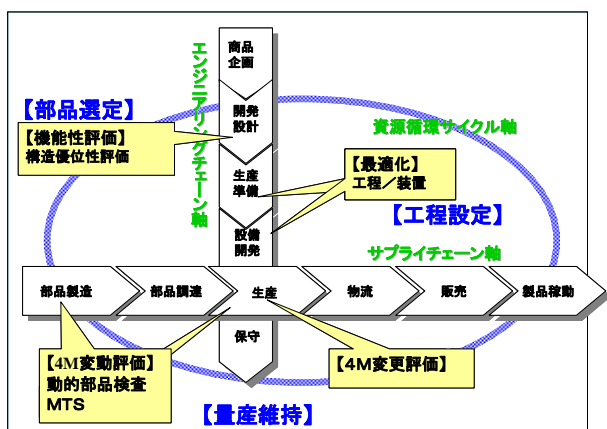 商品
企画
エンジニアリングチェーン軸
【部品選定】
開発
設計
資源循環サイクル軸
【機能性評価】
構造優位性評価
【最適化】
工程／装置
生産
準備
【工程設定】
設備
開発
サプライチェーン軸
部品製造
部品調達
生産
物流
販売
製品稼動
保守
【4M変動評価】
動的部品検査
MTS
【4M変更評価】
【量産維持】